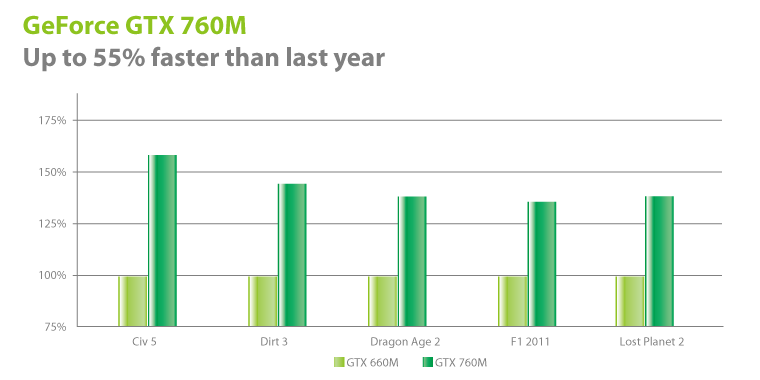 GeForce GTX 760M
Up to 55% faster than last year
175%
150%
125%
100%
75%
Civ 5 Dirt 3 Dragon Age 2 F1 2011 Lost Planet 2
GTX 660M GTX 760M